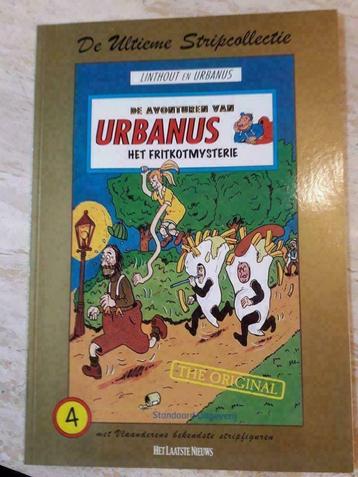 De Ultieme Stripcollectie
LINTHOUT EN URBANUS
DE AVONTUREN VAN
URBANUS
HET FRITKOTMYSTERIE
THE ORIGINAL
4
Standaard Uitgeverij
met Vlaanderens bekendste stripfiguren
HET LAATSTE NIEUWS